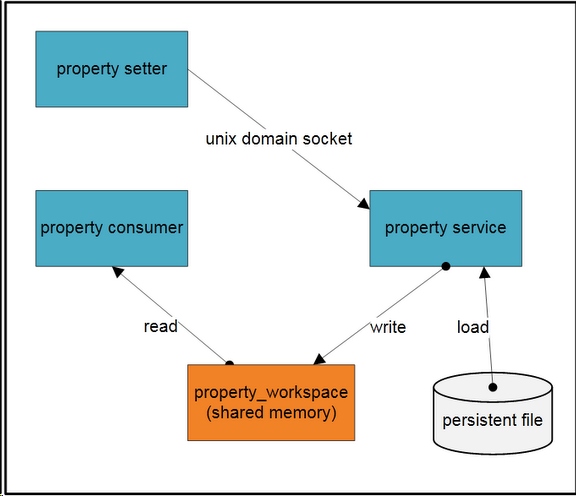 property setter
unix domain socket
property consumer
property service
read
write
load
property_workspace
(shared memory)
persistent file